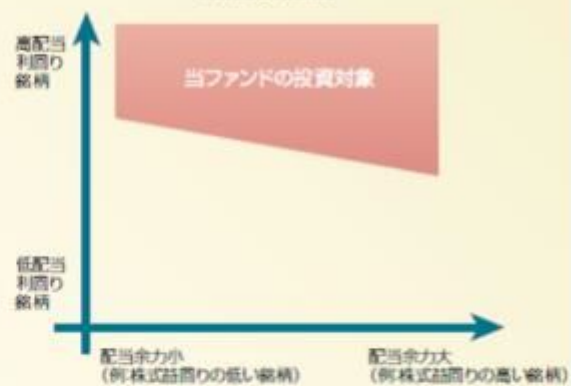 高配当
利回り
銘柄
当ファンドの投資対象
低配当
利回り
銘柄
配当余力小
(例:株式益回りの低い銘柄)
配当余力大
(例:株式益回りの高い銘柄)